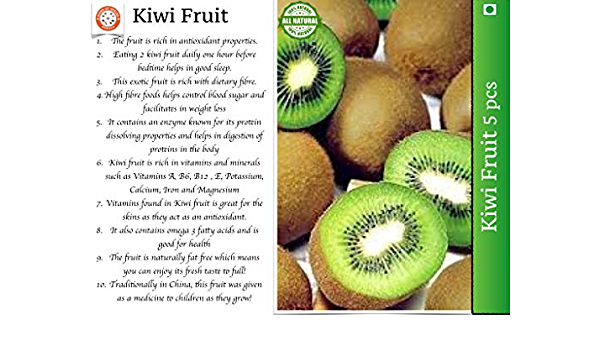 Kiwi Fruit
1. The fruit is rich in antioxidant properties.
2. Eating 2 kiwi fruit daily one hour before
bedtime helps in good sleep.
3. This exotic fruit is rich with dietary fibre.
4. High fibre foods helps control blood sugar and
facilitates in weight loss
5. It contains an enzyme known for its protein
dissolving properties and helps in digestion of
proteins in the body
6. Kiwi fruit is rich in vitamins and minerals
such as Vitamins A, B6, B12 , E, Potassium,
Calcium, Iron and Magnesium
7. Vitamins found in Kiwi fruit is great for the
skins as they act as an antioxidant.
8. It also contains omega 3 fatty acids and is
good for health
9. The fruit is naturally fat free which means
you can enjoy its fresh taste to full!
10. Traditionally in China, this fruit was given
as a medicine to children as they grow!
100% NATURAL
ALL NATURAL
100% NATURAL
Kiwi Fruit 5 pcs